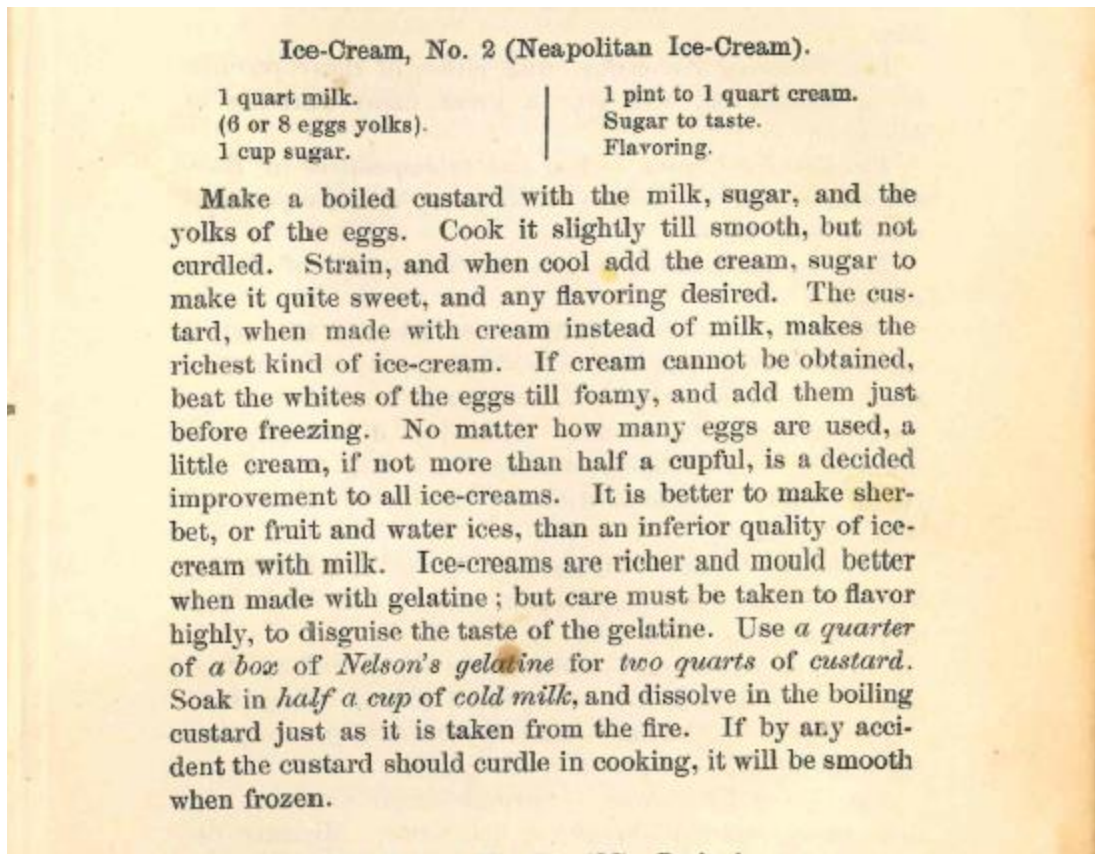 Ice-Cream, No. 2 (Neapolitan Ice-Cream).
1 quart milk.
(6 or 8 eggs yolks).
1 cup sugar.
1 pint to 1 quart cream.
Sugar to taste.
Flavoring.
Make a boiled custard with the milk, sugar, and the
yolks of the eggs. Cook it slightly till smooth, but not
curdled. Strain, and when cool add the cream, sugar to
make it quite sweet, and any flavoring desired. The cus-
tard, when made with cream instead of milk, makes the
richest kind of ice-cream. If cream cannot be obtained,
beat the whites of the eggs till foamy, and add them just
before freezing. No matter how many eggs are used, a
little cream, if not more than half a cupful, is a decided
improvement to all ice-creams. It is better to make sher-
bet, or fruit and water ices, than an inferior quality of ice-
cream with milk. Ice-creams are richer and mould better
when made with gelatine; but care must be taken to flavor
highly, to disguise the taste of the gelatine. Use a quarter
of a box of Nelson's gelatine for two quarts of custard.
Soak in half a cup of cold milk, and dissolve in the boiling
custard just as it is taken from the fire. If by any acci-
dent the custard should curdle in cooking, it will be smooth
when frozen.